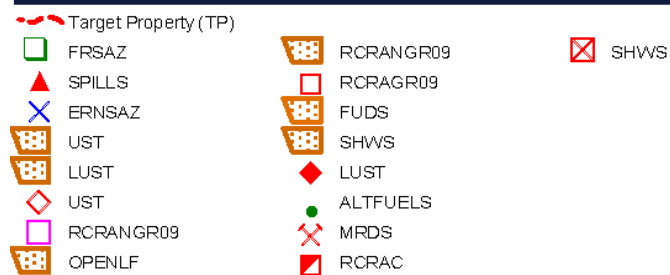 Target Property (TP)
FRSAZ
SPILLS
ERNSAZ
UST
LUST
UST
RCRANGR09
OPENLF
RCRANGR09
RCRAGR09
FUDS
SHWS
LUST
ALTFUELS
MRDS
RCRAC
SHWS